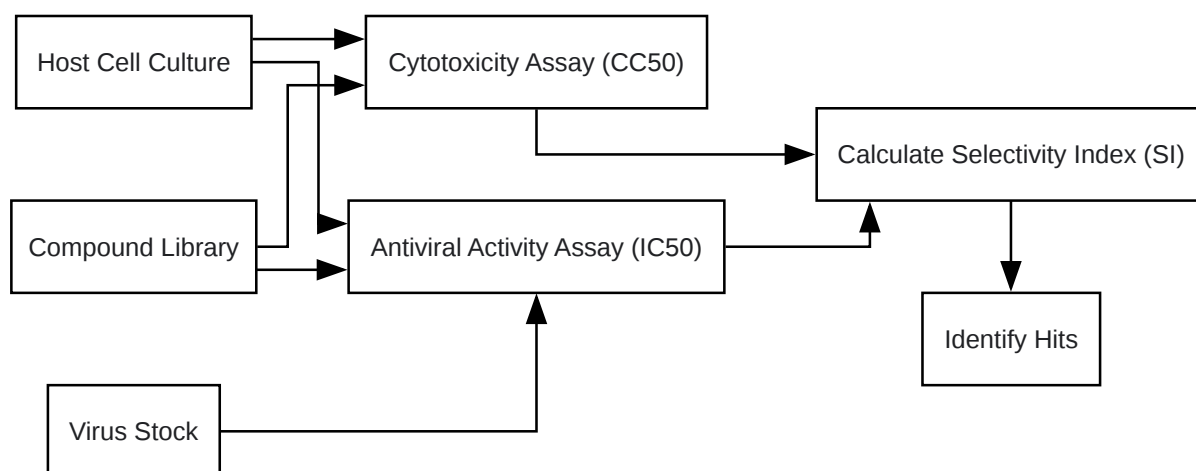 Host Cell Culture
Cytotoxicity Assay (CC50)
Calculate Selectivity Index (SI)
Compound Library
Antiviral Activity Assay (IC50)
Identify Hits
Virus Stock